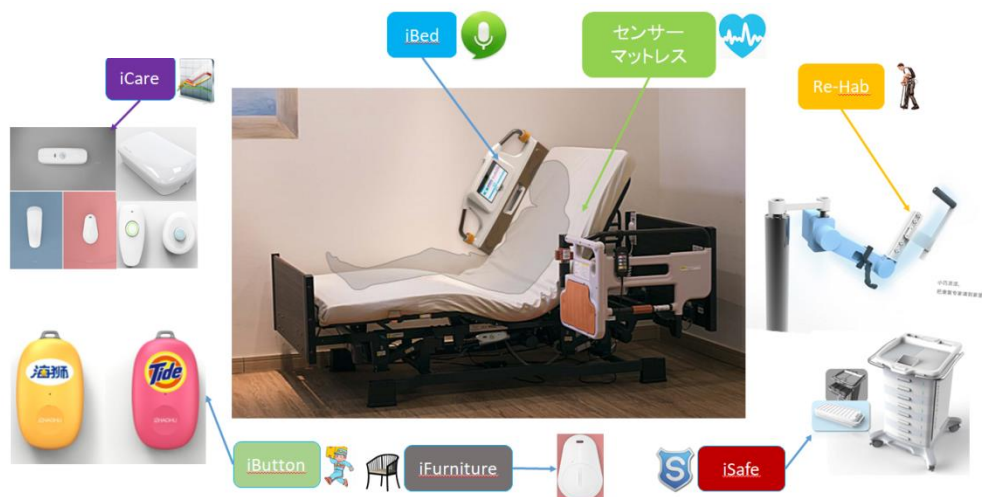 iBed
センサー
マットレス
iCare
Re-Hab
海狮
Tide
iButton
iFurniture
S
iSafe